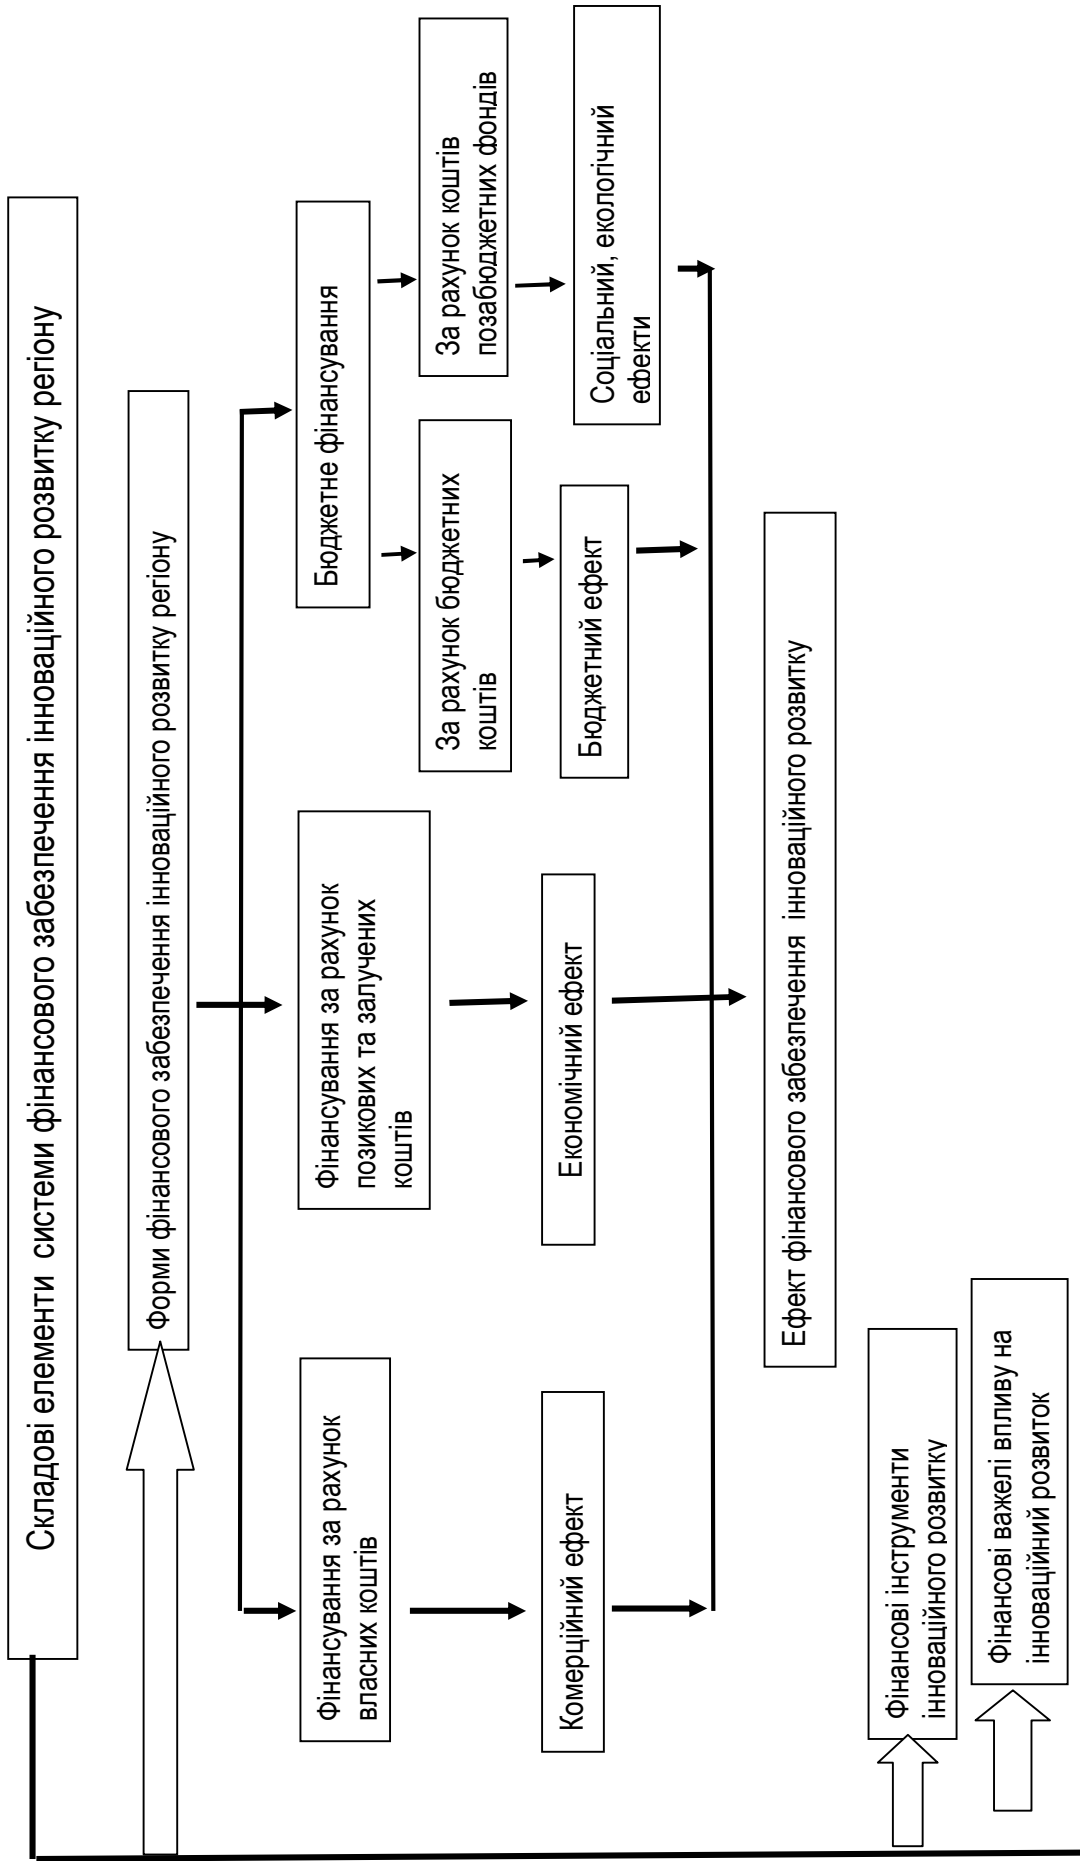 Складові елементи системи фінансового забезпечення інноваційного розвитку регіону
Форми фінансового забезпечення інноваційного розвитку регіону
Фінансування за рахунок
власних коштів
Фінансування за рахунок
позикових та залучених
коштів
Бюджетне фінансування
За рахунок бюджетних
коштів
За рахунок коштів
позабюджетних фондів
Комерційний ефект
Економічний ефект
Бюджетний ефект
Соціальний, екологічний
ефекти
Ефект фінансового забезпечення інноваційного розвитку
Фінансові інструменти
інноваційного розвитку
Фінансові важелі впливу на
інноваційний розвиток